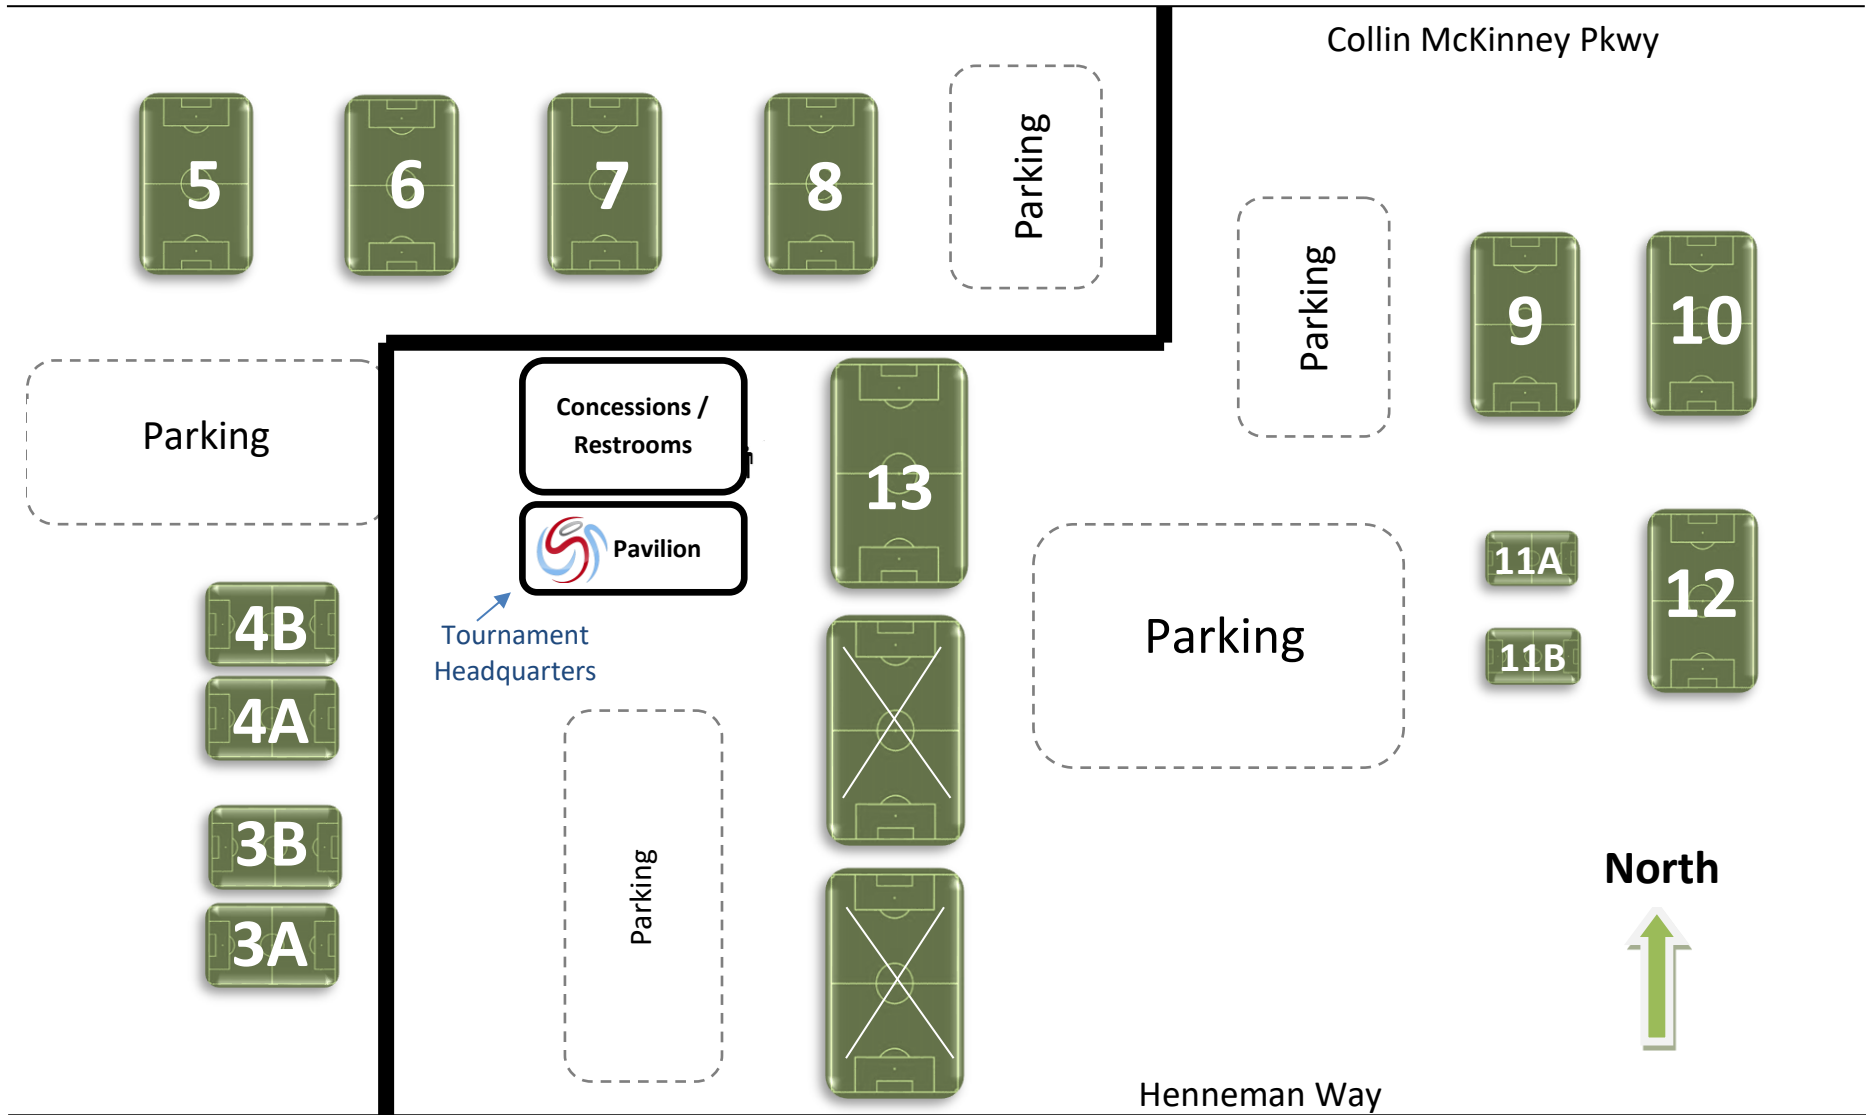 Collin McKinney Pkwy
5
6
7
8
Parking
Parking
9
10
Parking
Concessions /
Restrooms
13
Pavilion
Tournament
Headquarters
Parking
11A
11B
12
4B
4A
3B
3A
Parking
North
Henneman Way